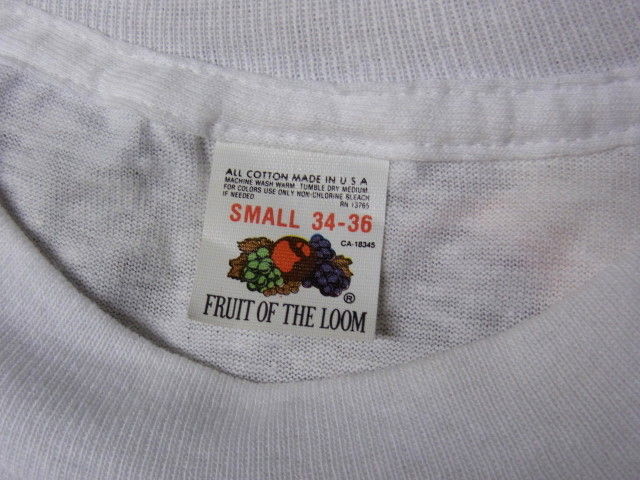 ALL COTTON MADE IN U S A
MACHINE WASH WARM TUMBLE DRY MEDIUM
FOR COLORS USE ONLY NON-CHLORINE BLEACH
IF NEEDED RN 13765
SMALL 34-36
CA-18345
®
FRUIT OF THE LOOM